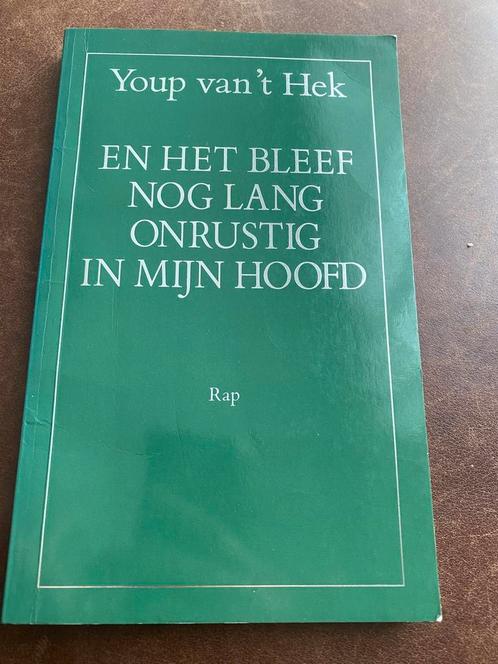 Youp van 't Hek
EN HET BLEEF
NOG LANG
ONRUSTIG
IN MIJN HOOFD
Rap